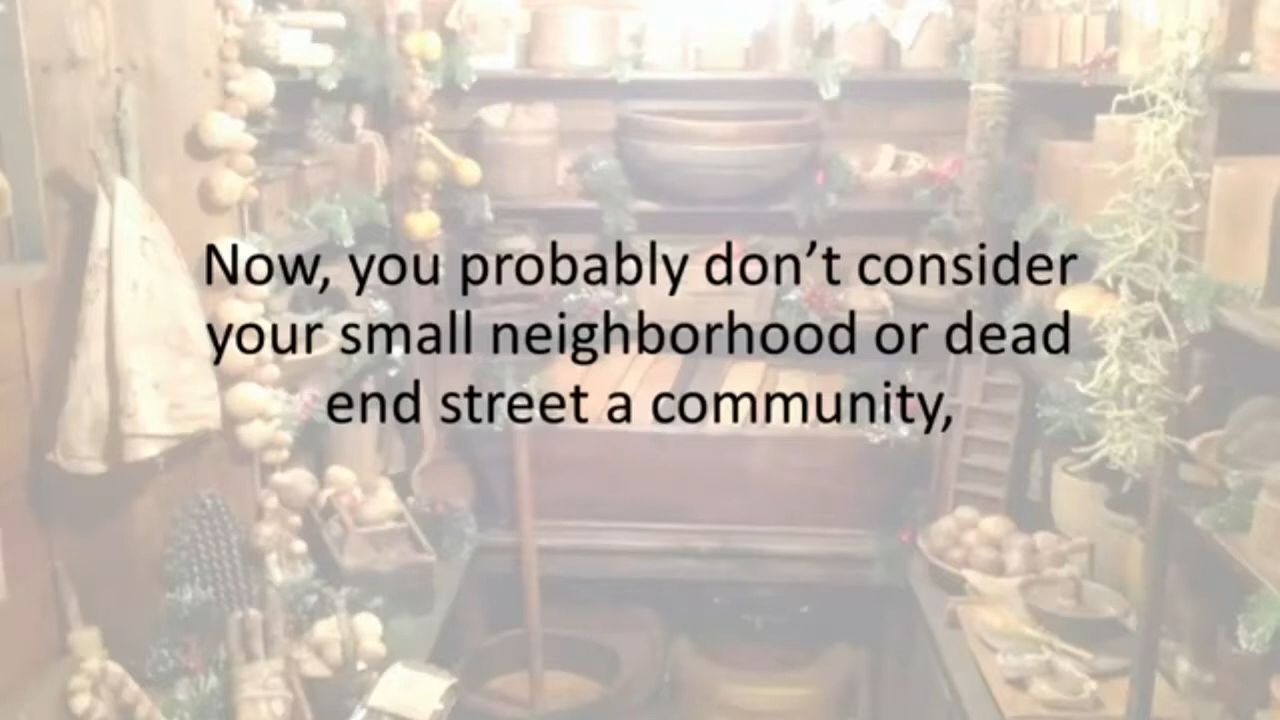 Now, you probably don’t consider
your small neighborhood or dead
end street a community,